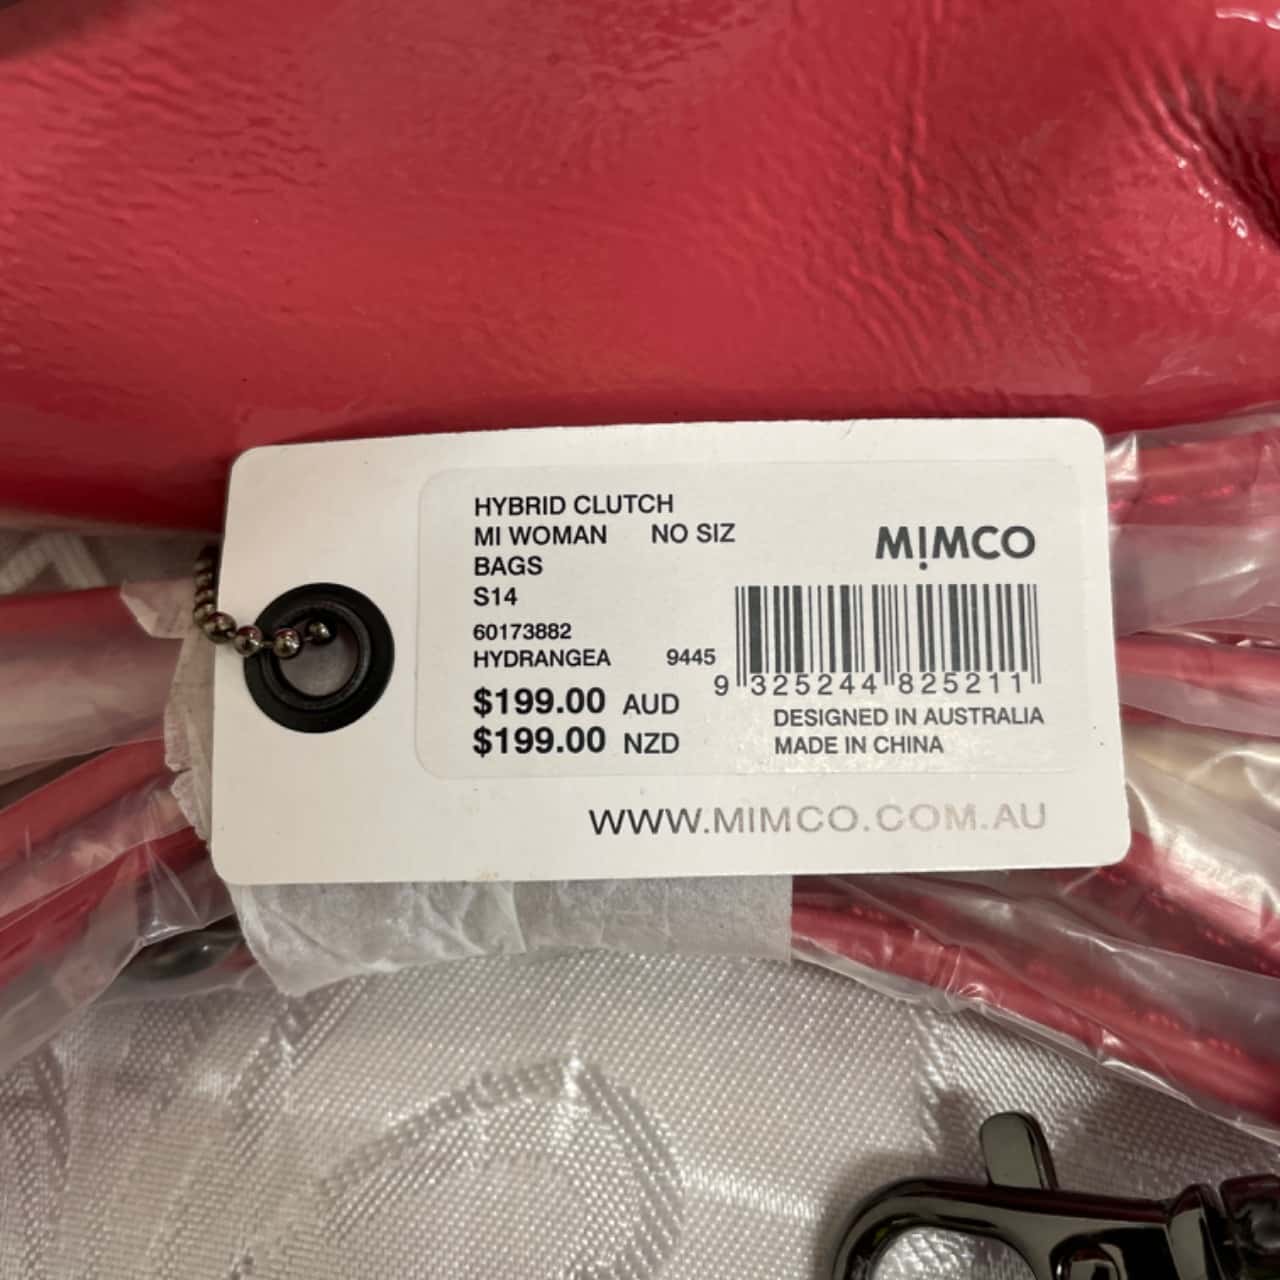 HYBRID CLUTCH
MI WOMAN NO SIZ
BAGS
S14
60173882
HYDRANGEA 9445
$199.00 AUD
$199.00 NZD
MIMCO
9 325244 825211
DESIGNED IN AUSTRALIA
MADE IN CHINA
WWW.MIMCO.COM.AU